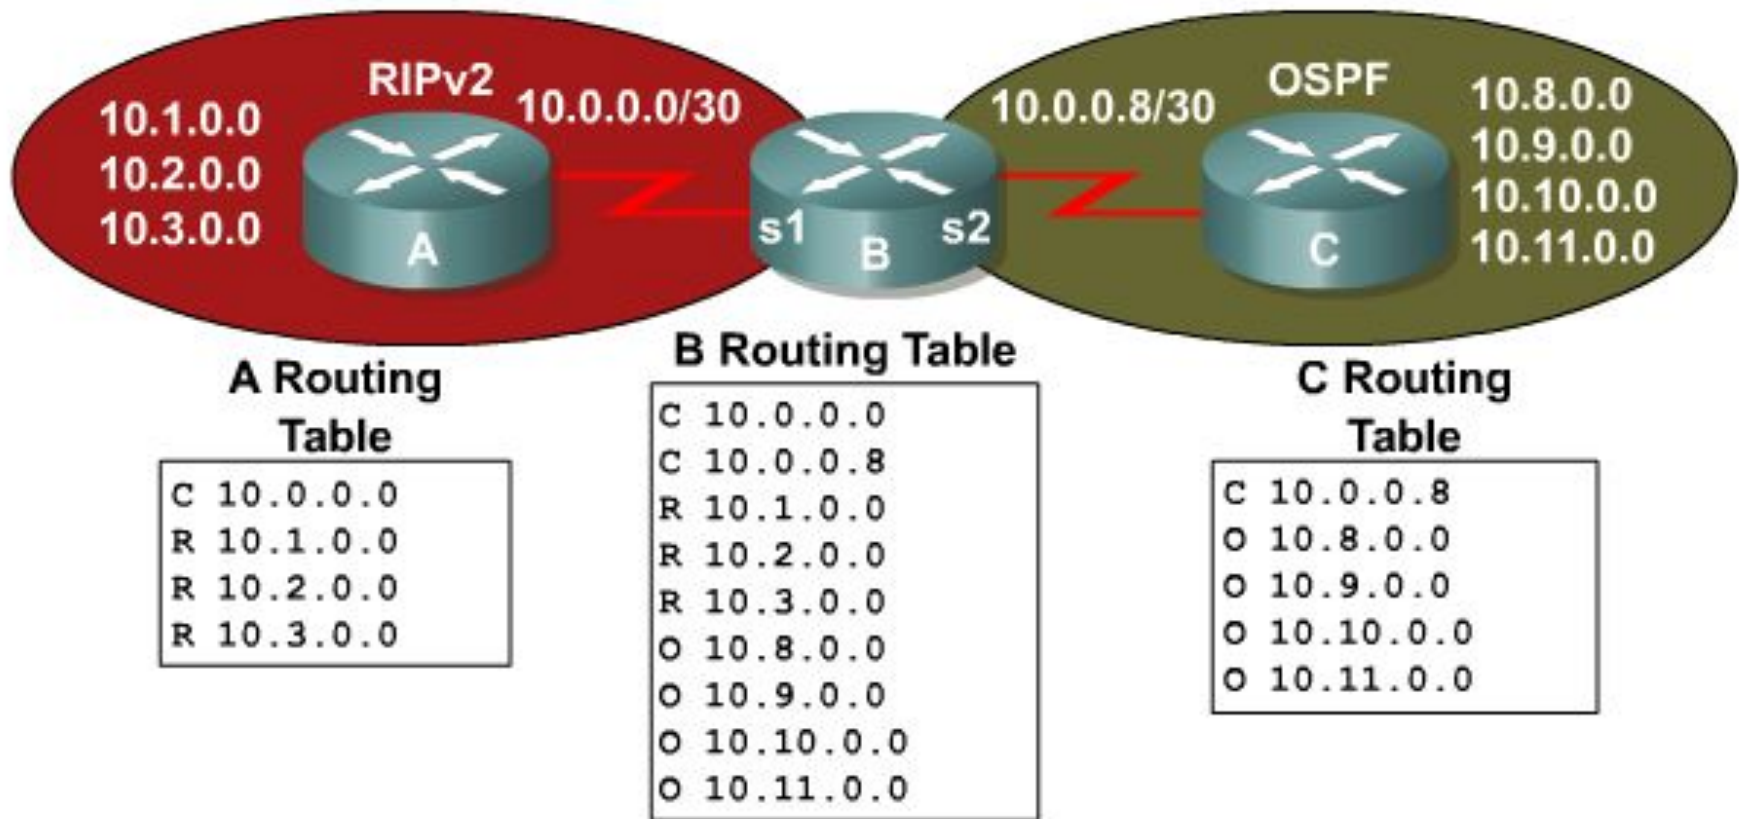 RIPv2
10.0.0.0/30
10.1.0.0
10.2.0.0
10.3.0.0
A
s1
B
s2
10.0.0.8/30
OSPF
C
10.8.0.0
10.9.0.0
10.10.0.0
10.11.0.0
A Routing
Table
C 10.0.0.0
R 10.1.0.0
R 10.2.0.0
R 10.3.0.0
B Routing Table
C 10.0.0.0
C 10.0.0.8
R 10.1.0.0
R 10.2.0.0
R 10.3.0.0
O 10.8.0.0
O 10.9.0.0
O 10.10.0.0
O 10.11.0.0
C Routing
Table
C 10.0.0.8
O 10.8.0.0
O 10.9.0.0
O 10.10.0.0
O 10.11.0.0